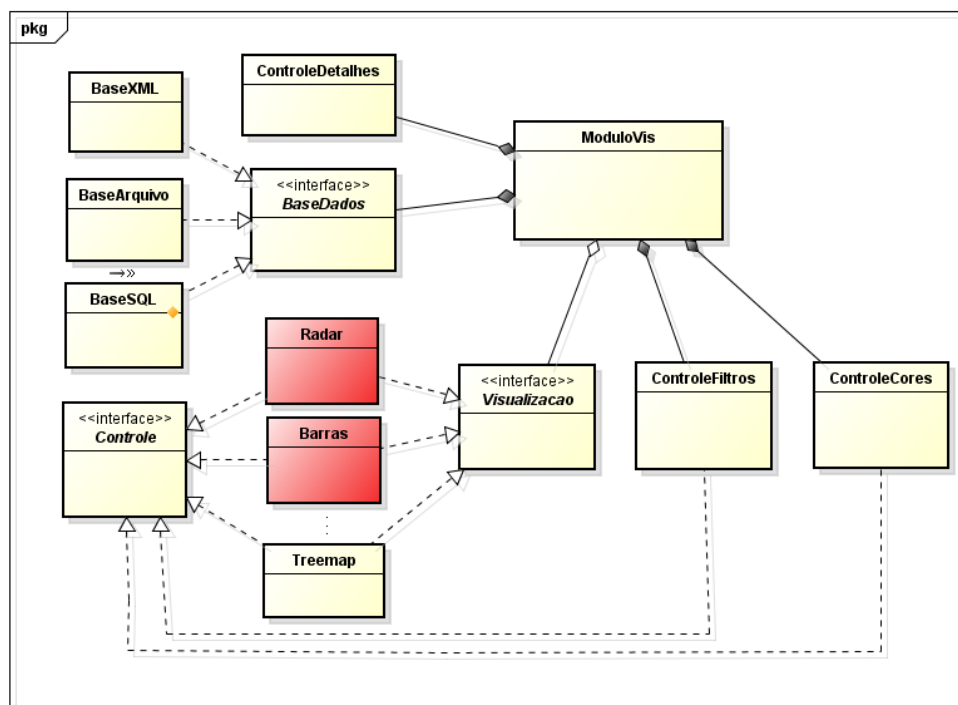 pkg
ControleDetalhes
BaseXML
ModuloVis
<<interface>>
BaseDados
BaseArquivo
BaseSQL
Radar
<<interface>>
Visualizacao
ControleFiltros
ControleCores
<<interface>>
Controle
Barras
Treemap